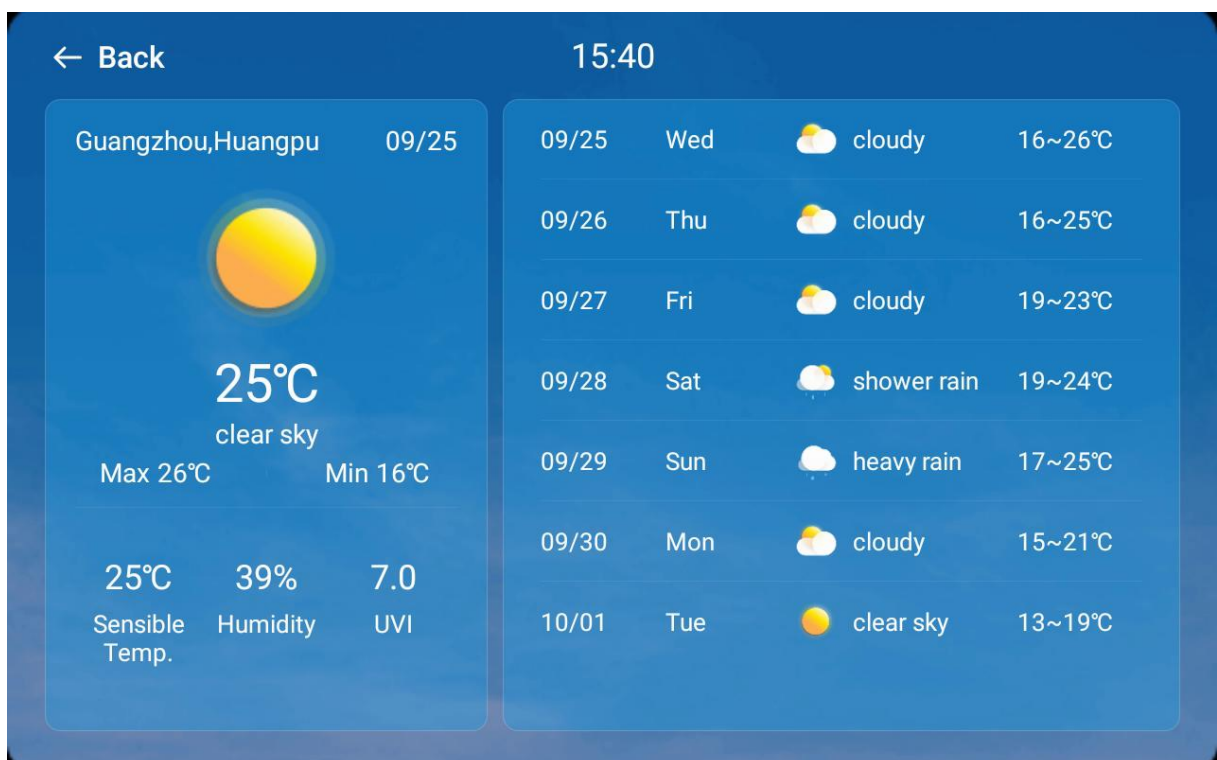 ← Back
15:40
Guangzhou,Huangpu 09/25
25℃
clear sky
Max 26℃ Min 16℃
25℃ 39% 7.0
Sensible Humidity UVI
Temp.
09/25 Wed cloudy 16~26℃
09/26 Thu cloudy 16~25℃
09/27 Fri cloudy 19~23℃
09/28 Sat shower rain 19~24℃
09/29 Sun heavy rain 17~25℃
09/30 Mon cloudy 15~21℃
10/01 Tue clear sky 13~19℃